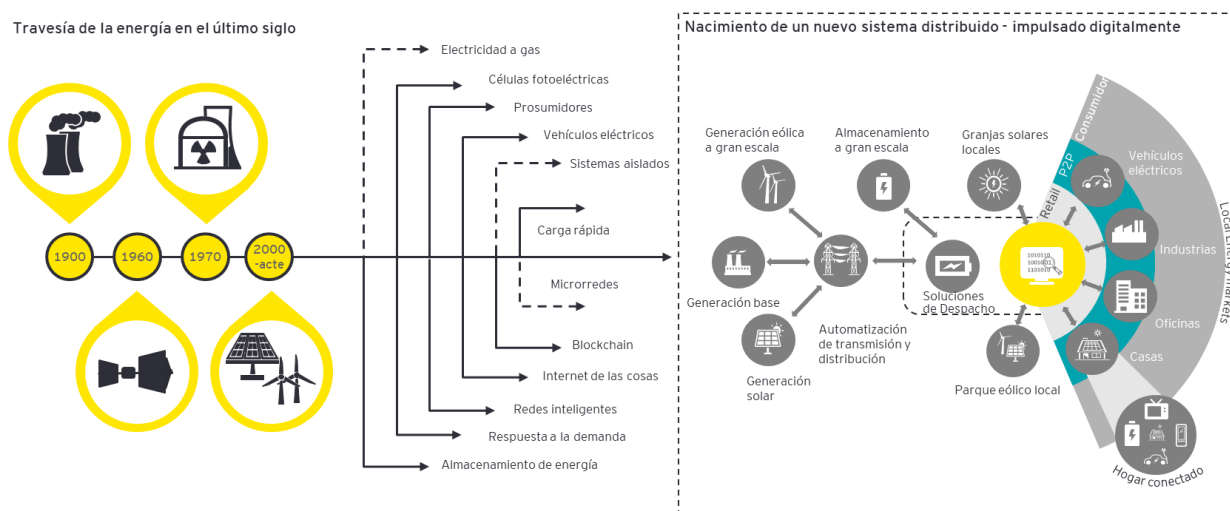 Travesía de la energía en el último siglo
1900
1960
1970
2000
-acte
Electricidad a gas
Células fotoeléctricas
Prosumidores
Vehículos eléctricos
Sistemas aislados
Carga rápida
Microrredes
Blockchain
Internet de las cosas
Redes inteligentes
Respuesta a la demanda
Almacenamiento de energía
Nacimiento de un nuevo sistema distribuido - impulsado digitalmente
Generación eólica
a gran escala
Almacenamiento
a gran escala
Granjas solares
locales
Generación base
Generación
solar
Automatización
de transmisión y
distribución
Soluciones
de Despacho
1010110
1001001
1101010
Parque eólico local
Retail
P2P
Consumidor
Local Energy markets
Vehículos
eléctricos
Industrias
Oficinas
Casas
Hogar conectado